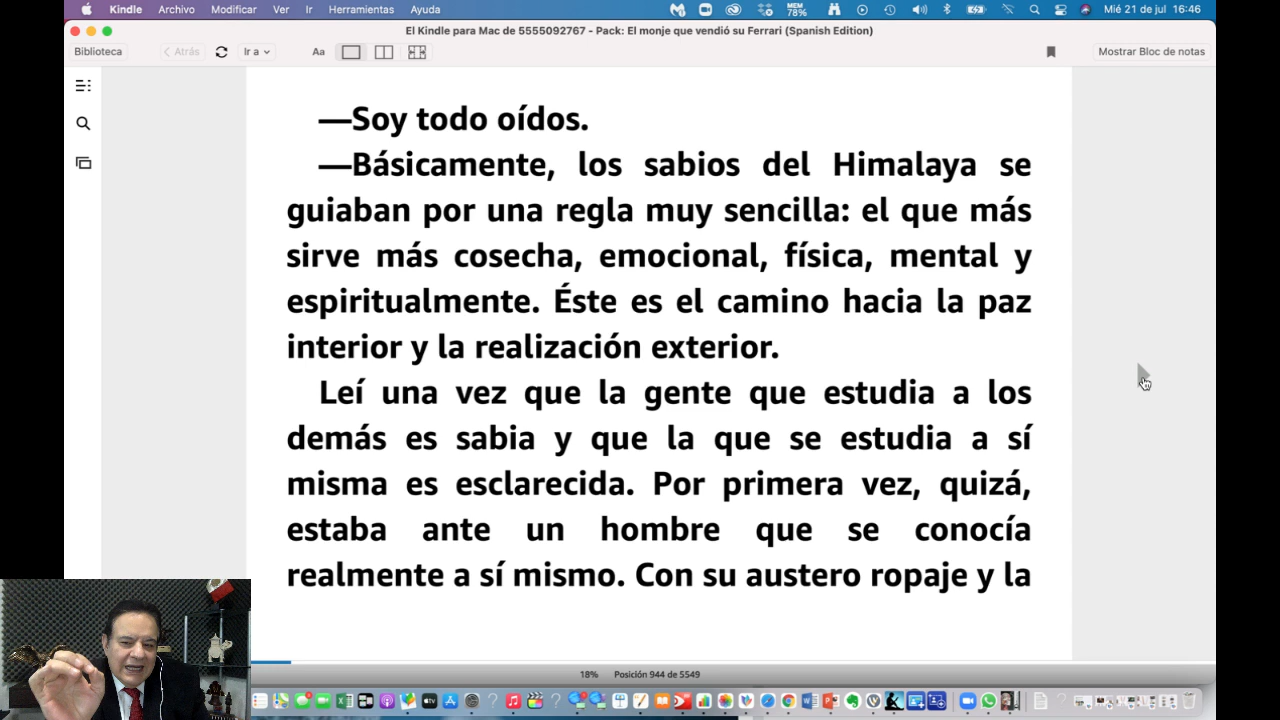 Kindle Archivo Modificar Ver Ir Herramientas Ayuda MEM 78% Mié 21 de jul 16:46
El Kindle para Mac de 5555092767 - Pack: El monje que vendió su Ferrari (Spanish Edition)
Biblioteca Atrás Ir a Aa Mostrar Bloc de notas
—Soy todo oídos.
—Básicamente, los sabios del Himalaya se
guiaban por una regla muy sencilla: el que más
sirve más cosecha, emocional, física, mental y
espiritualmente. Éste es el camino hacia la paz
interior y la realización exterior.
Leí una vez que la gente que estudia a los
demás es sabia y que la que se estudia a sí
misma es esclarecida. Por primera vez, quizá,
estaba ante un hombre que se conocía
realmente a sí mismo. Con su austero ropaje y la
18% Posición 944 de 5549